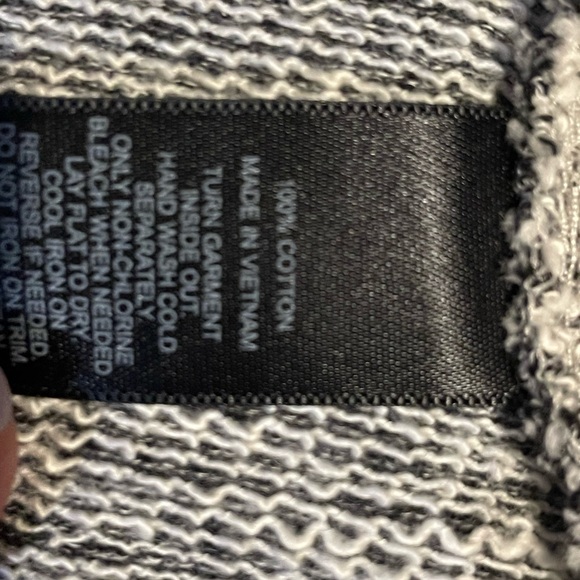 100% COTTON
MADE IN VIETNAM
TURN GARMENT
INSIDE OUT
HAND WASH COLD
SEPARATELY
ONLY NON-CHLORINE
BLEACH WHEN NEEDED
LAY FLAT TO DRY
COOL IRON ON
REVERSE IF NEEDED
DO NOT IRON ON TRIM